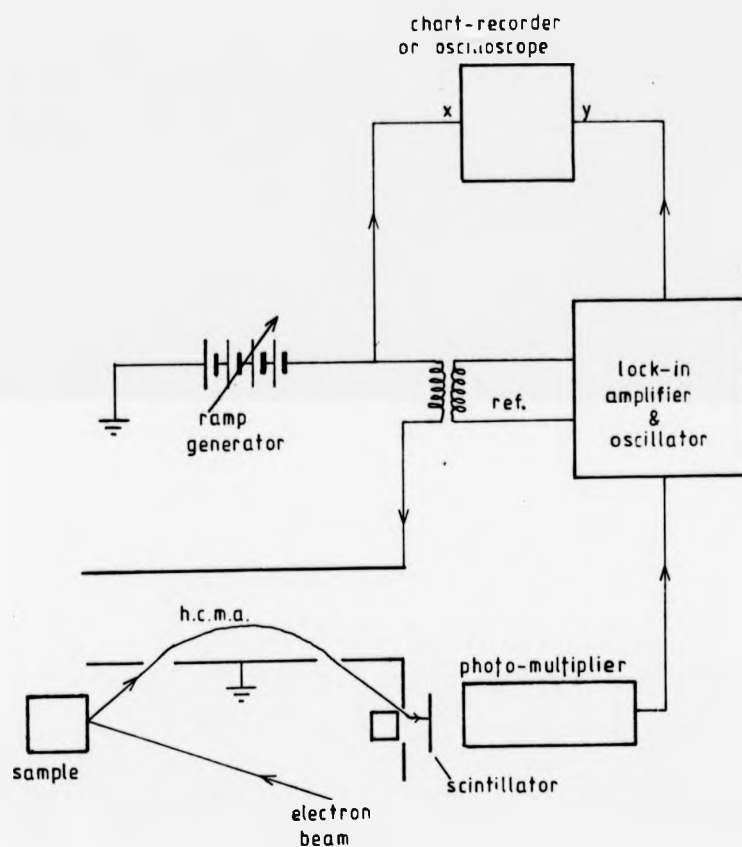 chart-recorder
or oscilloscope
x
y
ramp
generator
ref.
lock-in
amplifier
&
oscillator
h.c.m.a.
photo-multiplier
sample
scintillator
electron
beam